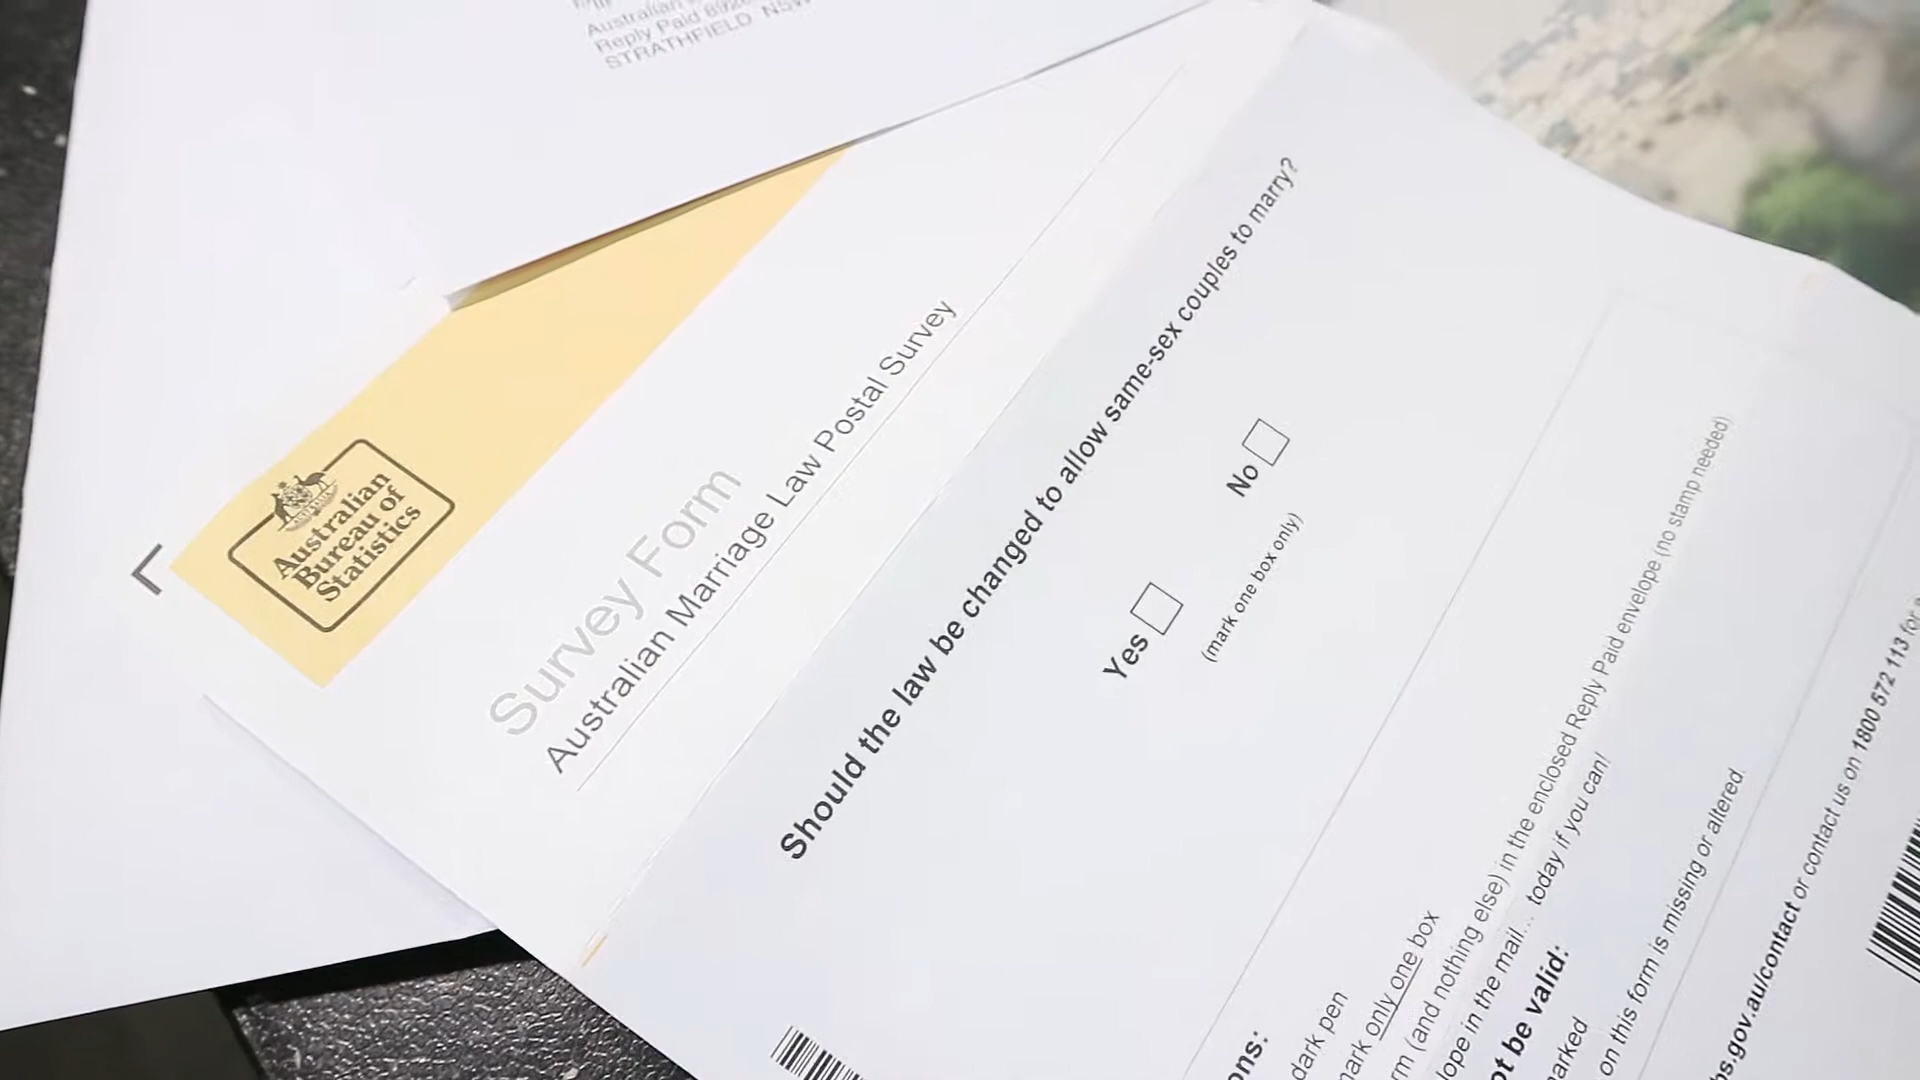 Australian
Reply Paid
STRATHFIELD NSW
Australian
Bureau of
Statistics
Survey Form
Australian Marriage Law Postal Survey
Should the law be changed to allow same-sex couples to marry?
Yes
No
(mark one box only)
ons:
dark pen
mark only one box
rm (and nothing else) in the enclosed Reply Paid envelope (no stamp needed)
lope in the mail... today if you can!
ot be valid:
marked
on this form is missing or altered.
bs.gov.au/contact or contact us on 1800 572 113 for a